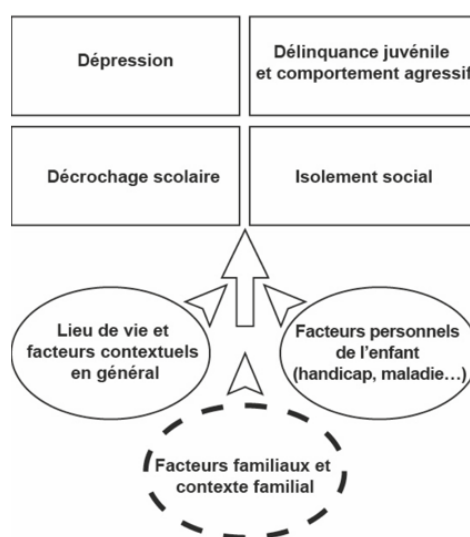 Dépression
Délinquance juvénile
et comportement agressif
Décrochage scolaire
Isolement social
Lieu de vie et
facteurs contextuels
en général
Facteurs personnels
de l’enfant
(handicap, maladie…)
Facteurs familiaux et
contexte familial